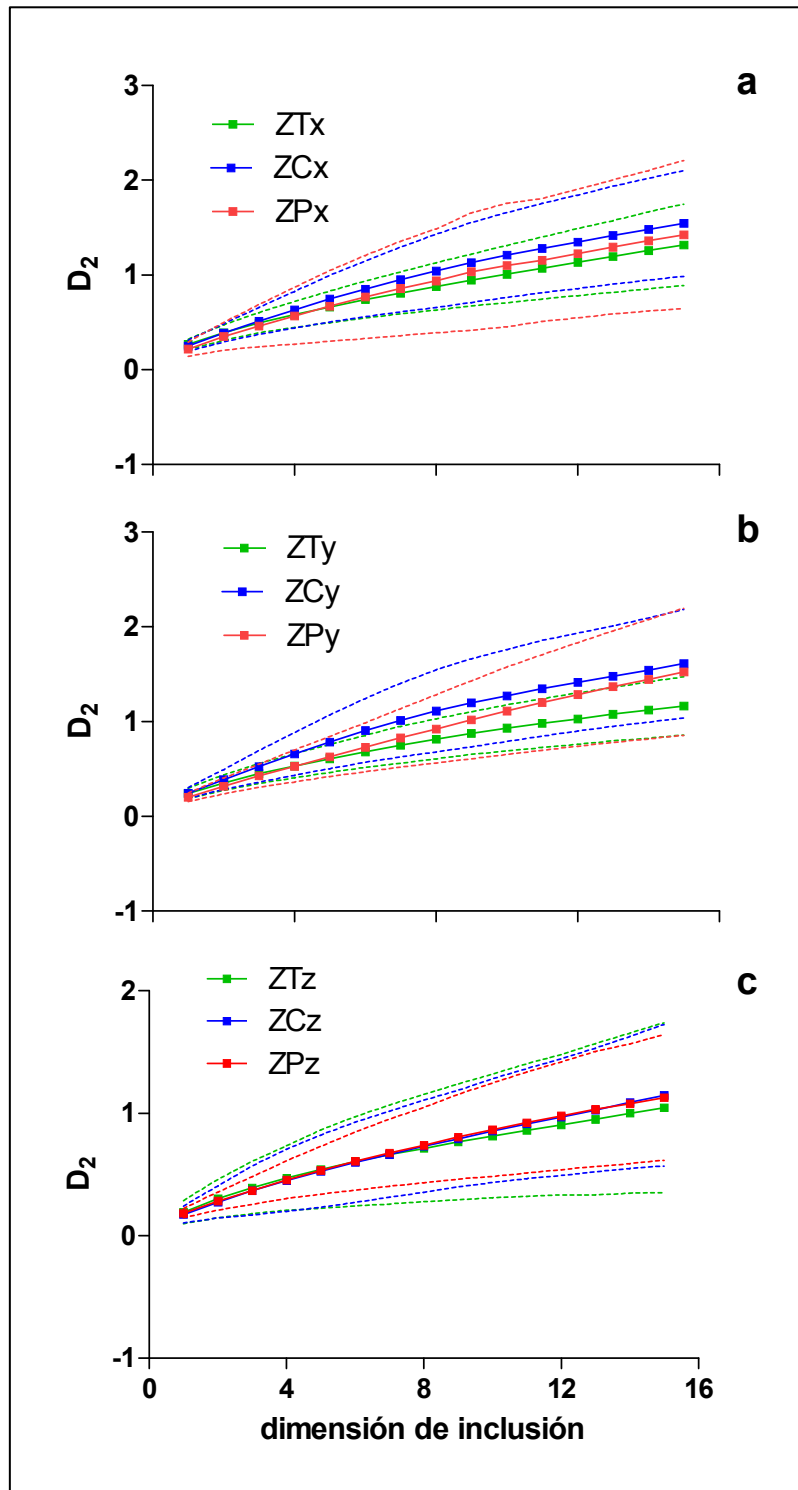 a
3
ZTx
ZCx
2
ZPx
D2
1
0
-1
b
3
ZTy
ZCy
ZPy
2
D2
1
0
-1
c
2
ZTz
ZCz
ZPz
1
D2
0
-1
0 4 8 12 16
dimensión de inclusión